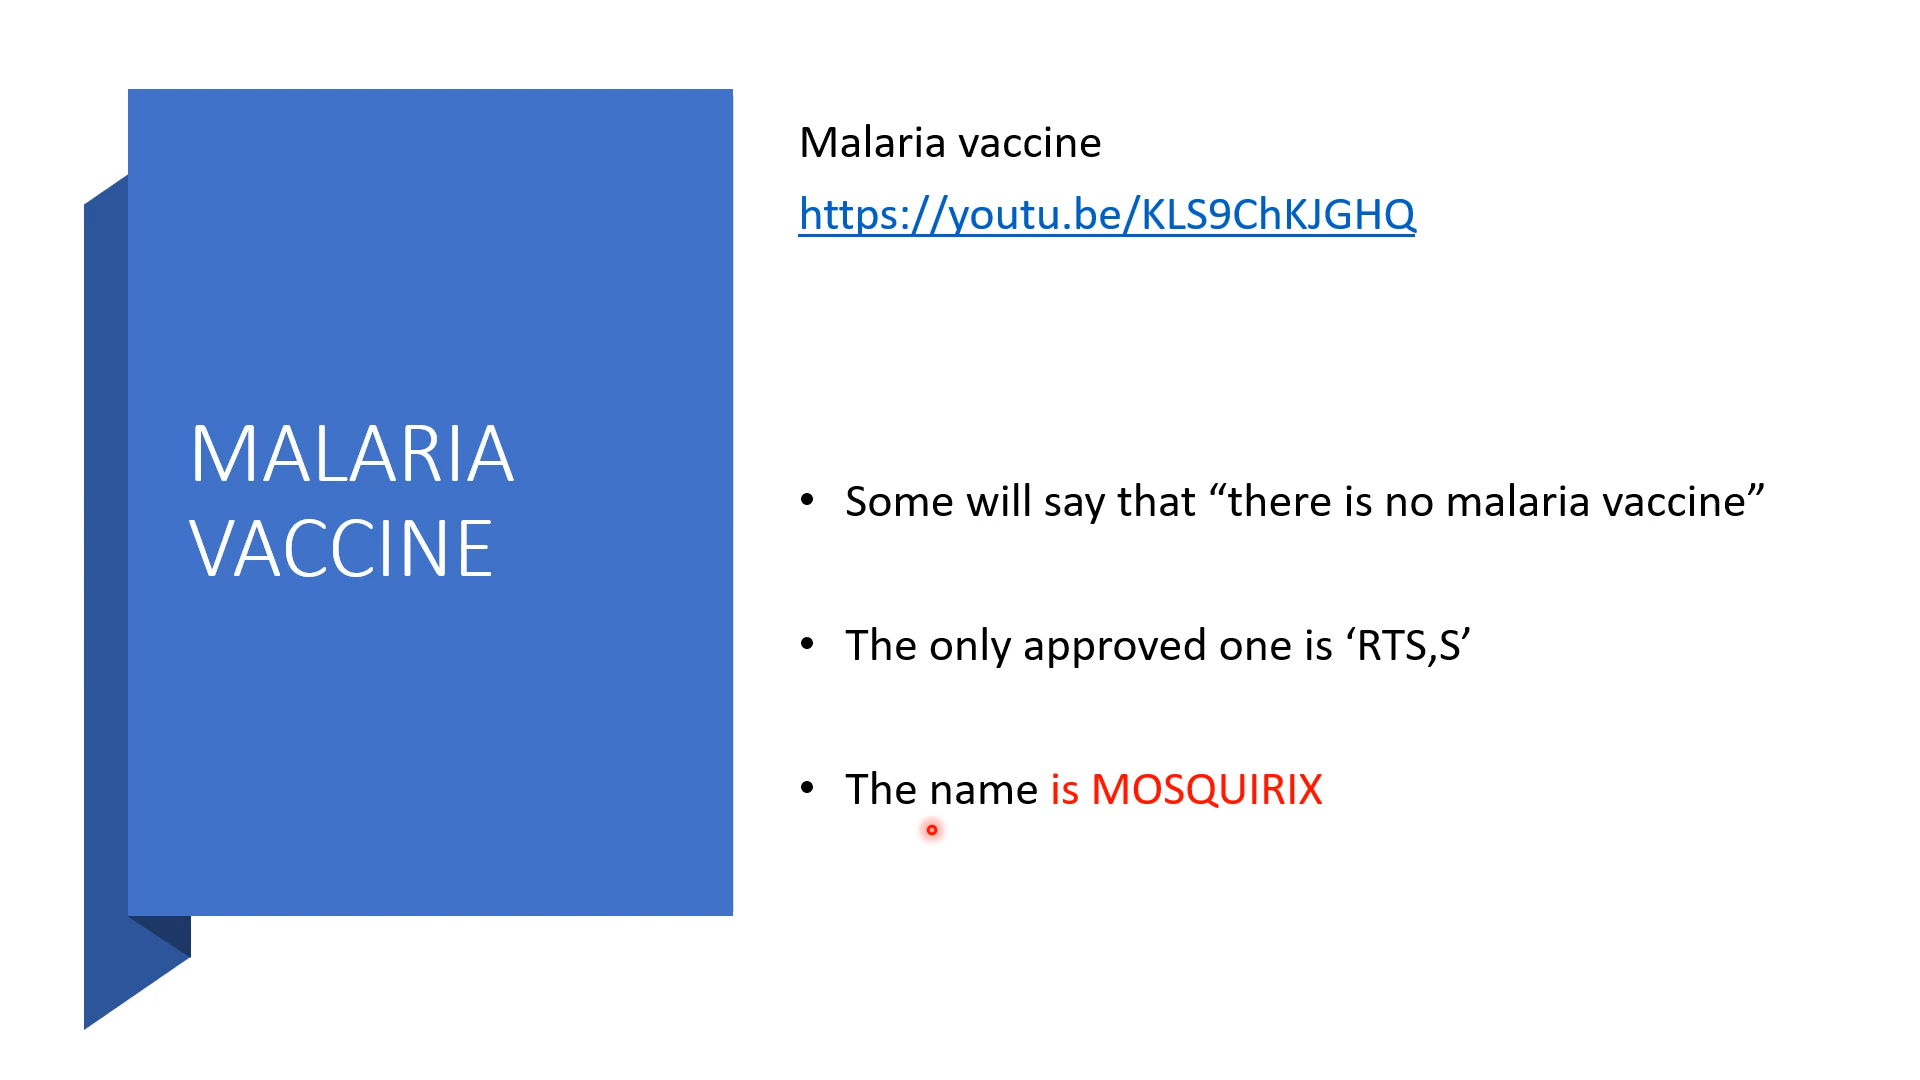 MALARIA
VACCINE
Malaria vaccine
https://youtu.be/KLS9ChKJGHQ
• Some will say that “there is no malaria vaccine”
• The only approved one is ‘RTS,S’
• The name is MOSQUIRIX